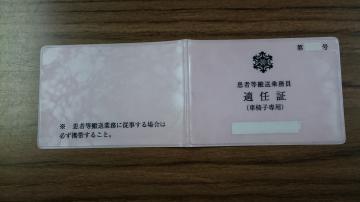 第 号
患者等搬送乗務員
適任証
(車椅子専用)
※ 患者等搬送業務に従事する場合は
必ず携帯すること。